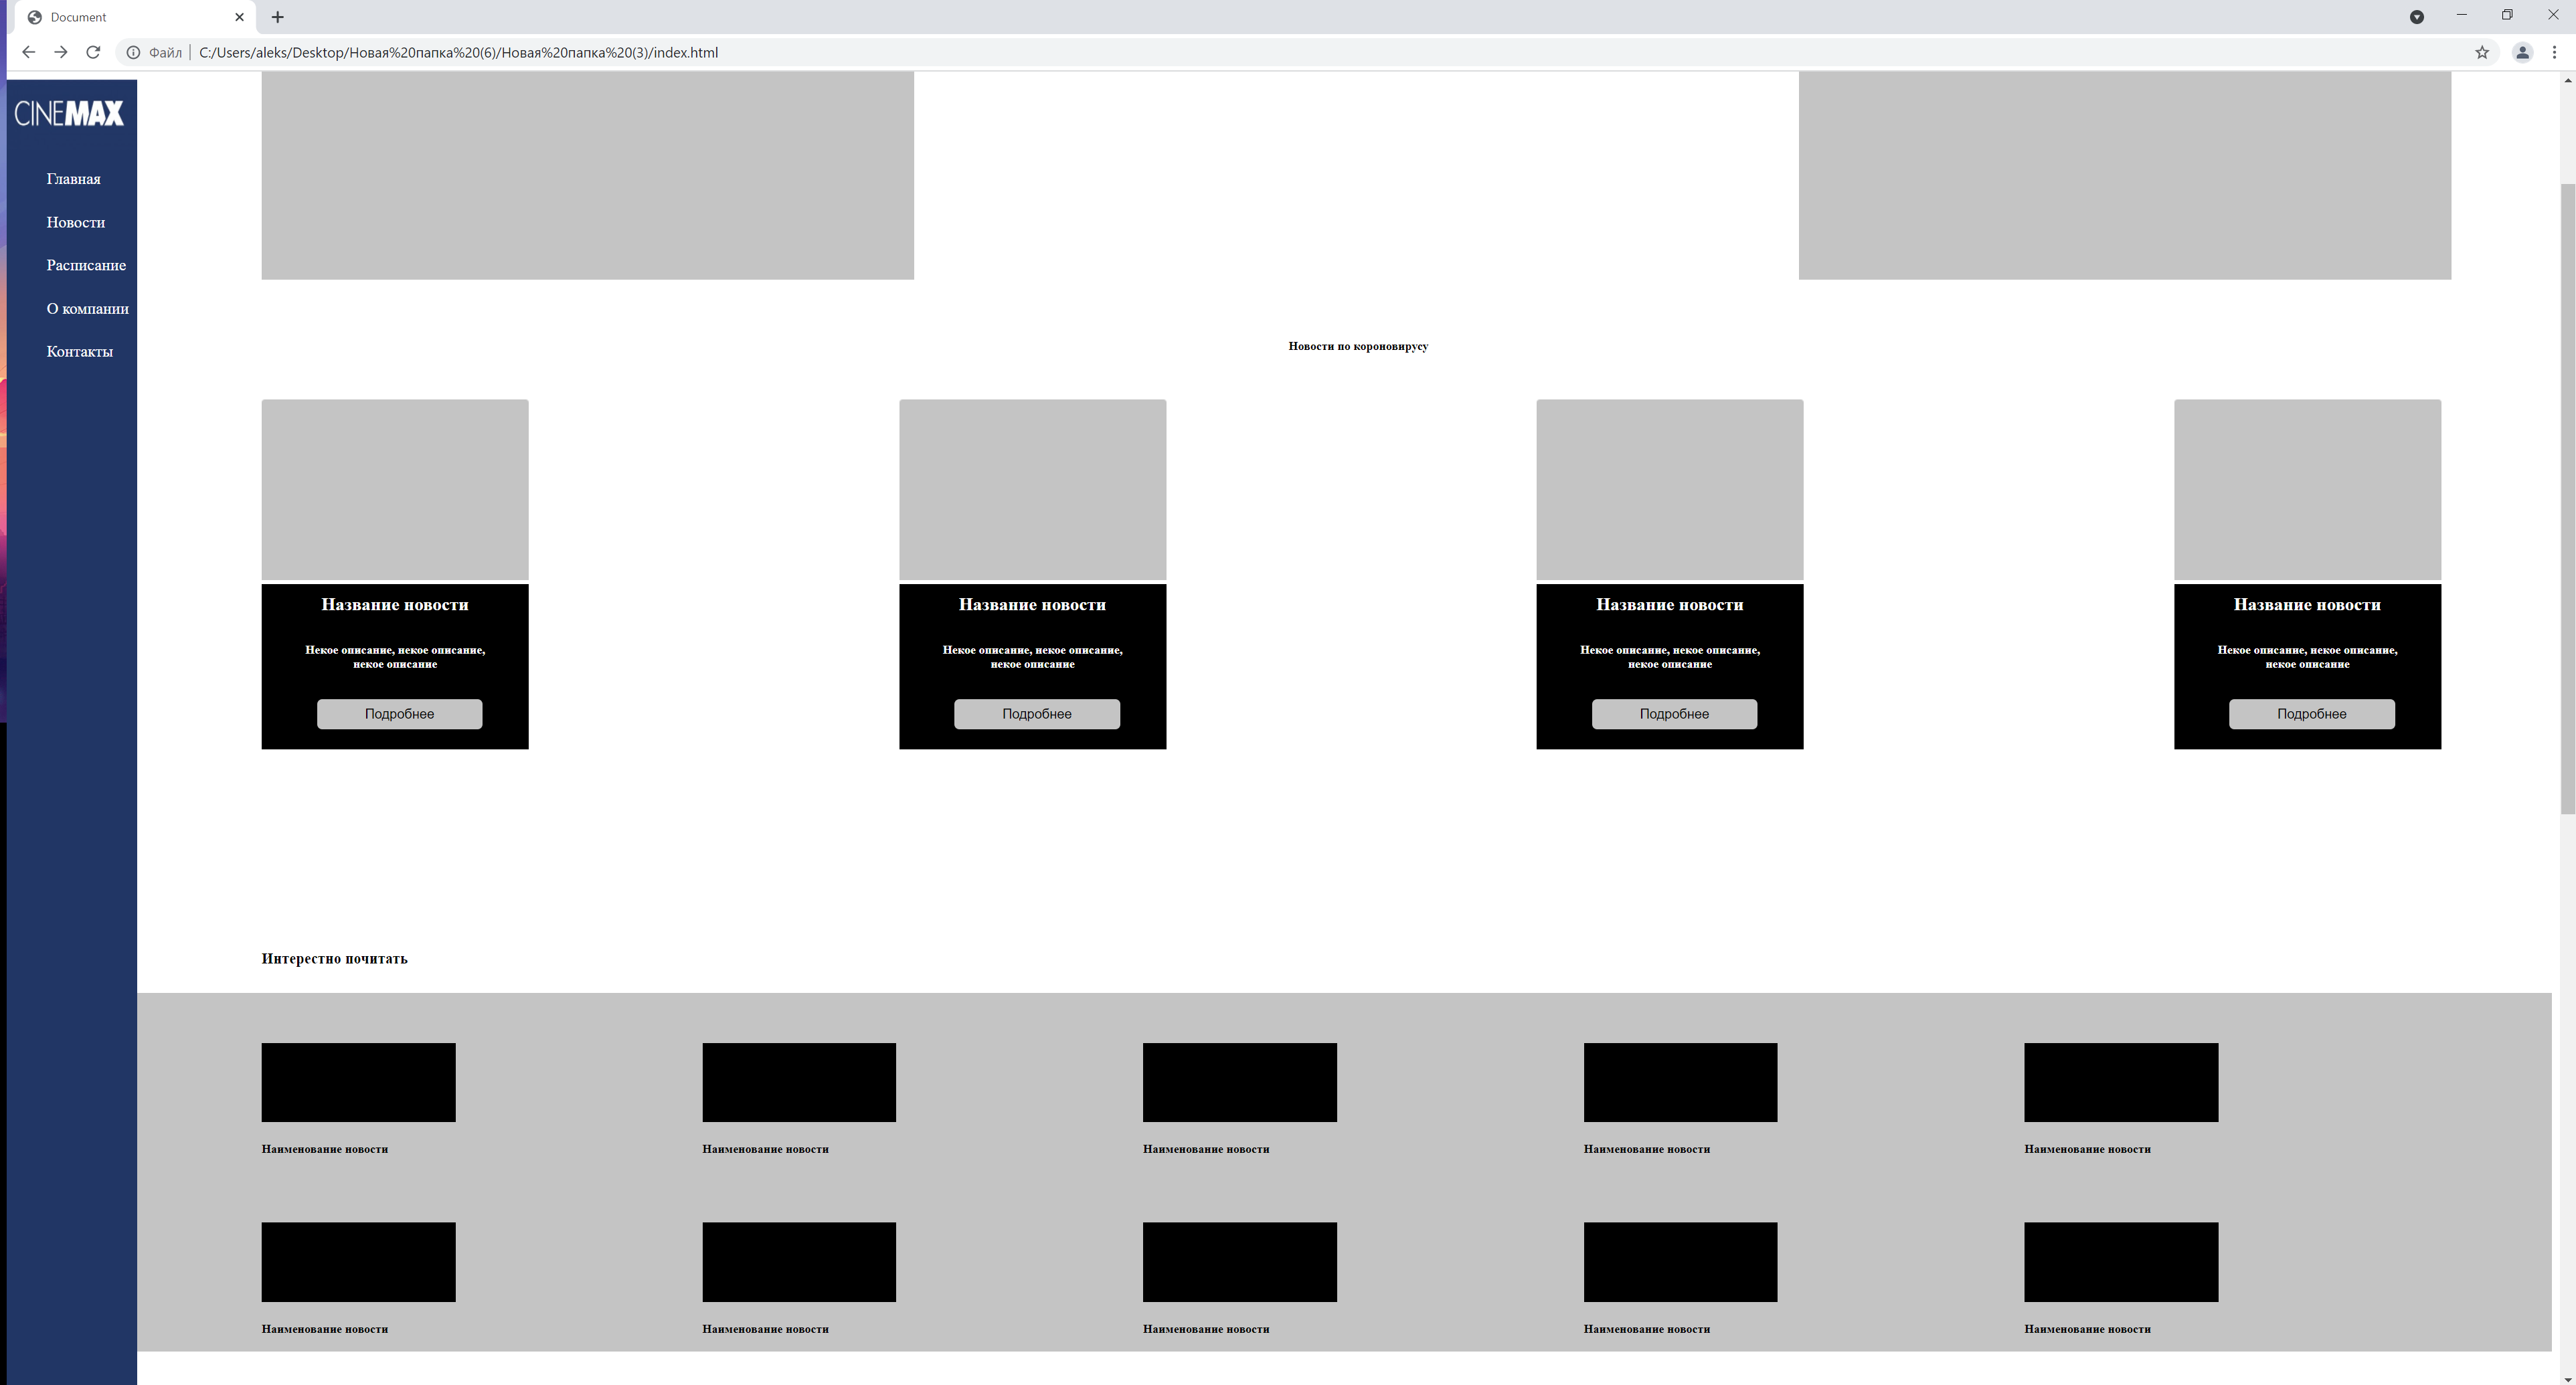 Document
Файл | C:/Users/aleks/Desktop/Новая%20папка%20(6)/Новая%20папка%20(3)/index.html
CINEMAX
Главная
Новости
Расписание
О компании
Контакты
Новости по короновирусу
Название новости
Некое описание, некое описание,
некое описание
Подробнее
Название новости
Некое описание, некое описание,
некое описание
Подробнее
Название новости
Некое описание, некое описание,
некое описание
Подробнее
Название новости
Некое описание, некое описание,
некое описание
Подробнее
Интерестно почитать
Наименование новости
Наименование новости
Наименование новости
Наименование новости
Наименование новости
Наименование новости
Наименование новости
Наименование новости
Наименование новости
Наименование новости